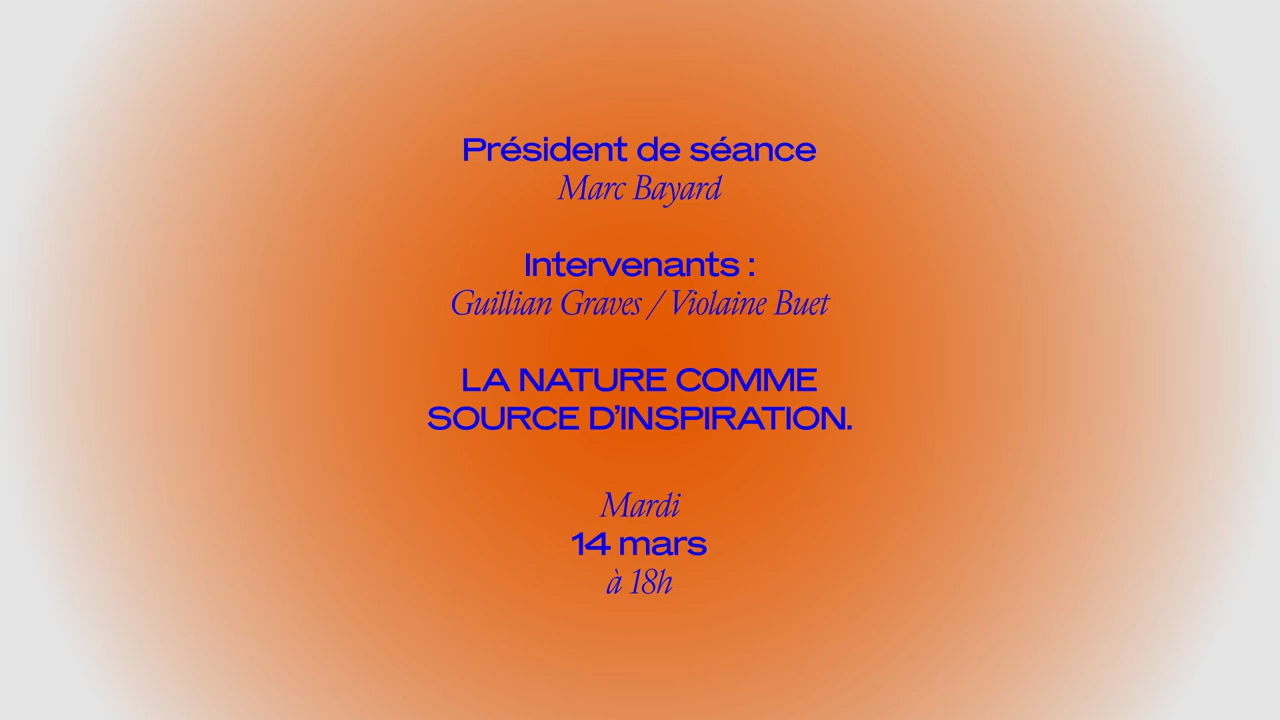 Président de séance
Marc Bayard
Intervenants :
Guillian Graves / Violaine Buet
LA NATURE COMME
SOURCE D’INSPIRATION.
Mardi
14 mars
à 18h